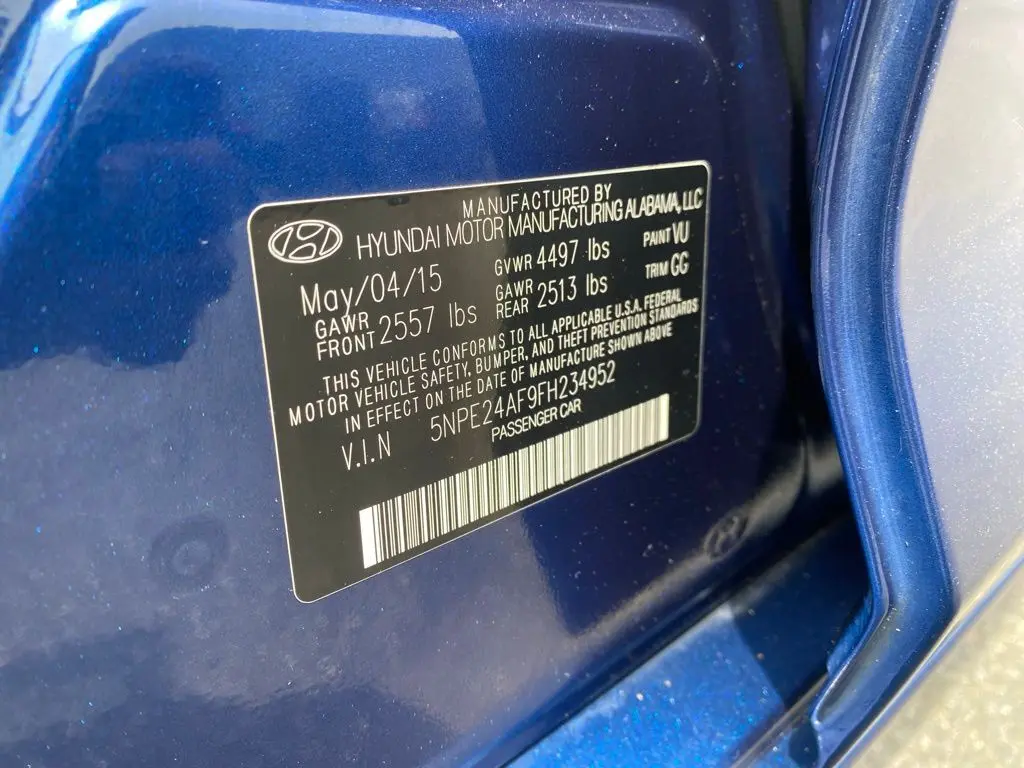 MANUFACTURED BY
HYUNDAI MOTOR MANUFACTURING ALABAMA, LLC
May/04/15 GVWR 4497 lbs PAINT VU
GAWR FRONT 2557 lbs GAWR REAR 2513 lbs TRIM GG
THIS VEHICLE CONFORMS TO ALL APPLICABLE U.S.A. FEDERAL
MOTOR VEHICLE SAFETY, BUMPER, AND THEFT PREVENTION STANDARDS
IN EFFECT ON THE DATE OF MANUFACTURE SHOWN ABOVE
V.I.N 5NPE24AF9FH234952
PASSENGER CAR